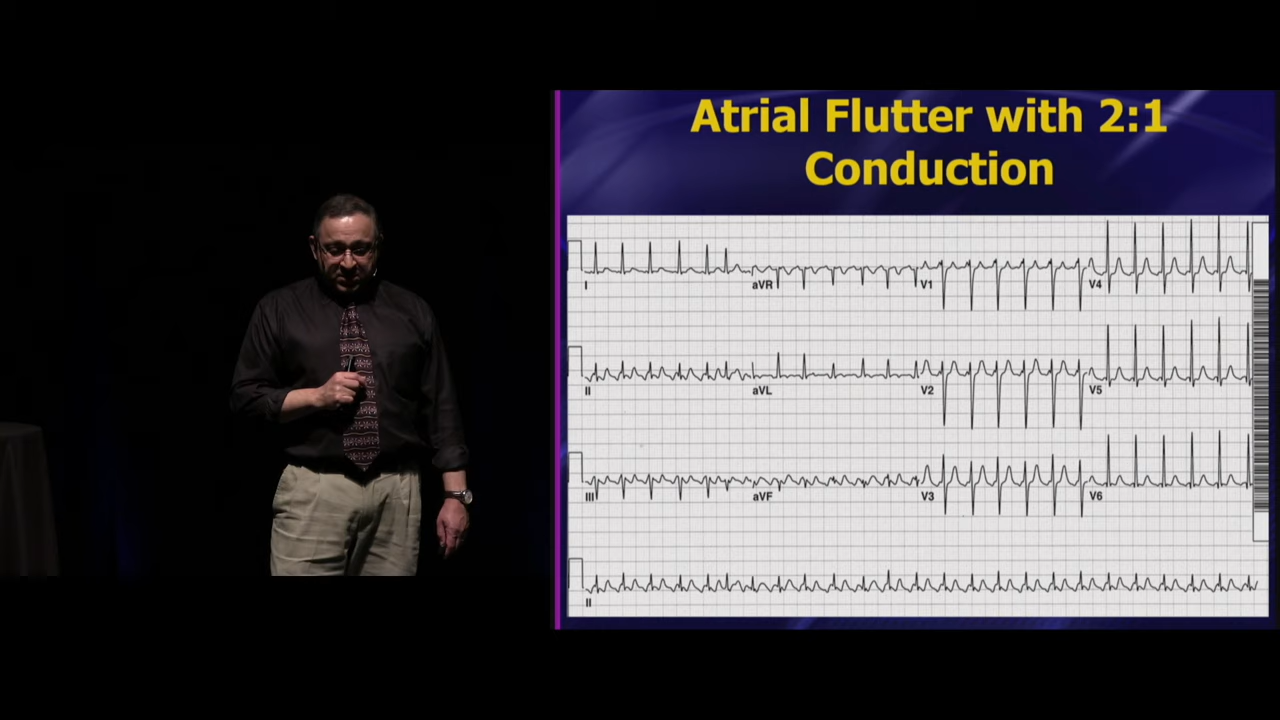 Atrial Flutter with 2:1
Conduction
I aVR V1 V4
II aVL V2 V5
III aVF V3 V6
II